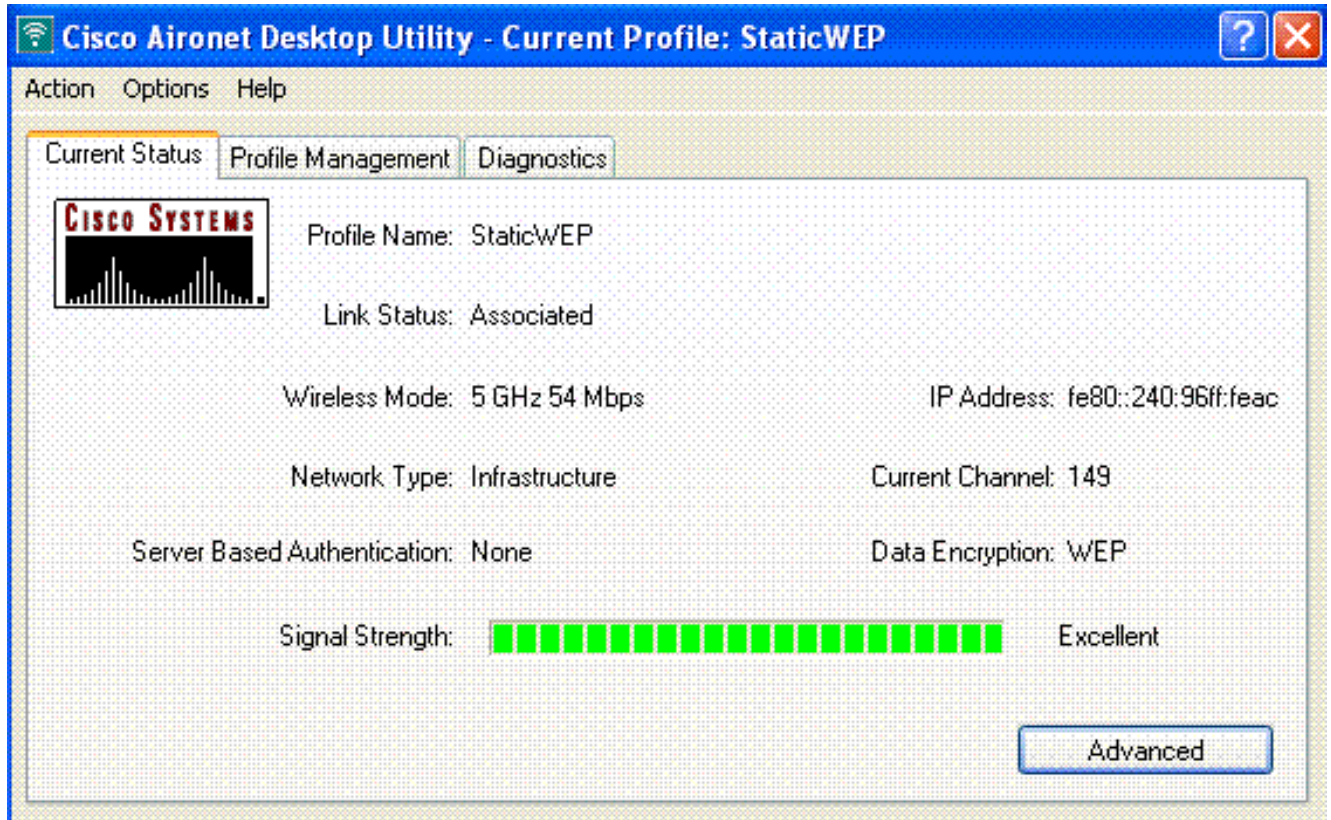 Cisco Aironet Desktop Utility - Current Profile: StaticWEP
Action Options Help
Current Status Profile Management Diagnostics
CISCO SYSTEMS
Profile Name: StaticWEP
Link Status: Associated
Wireless Mode: 5 GHz 54 Mbps IP Address: fe80::240:96ff:feac
Network Type: Infrastructure Current Channel: 149
Server Based Authentication: None Data Encryption: WEP
Signal Strength: Excellent
Advanced